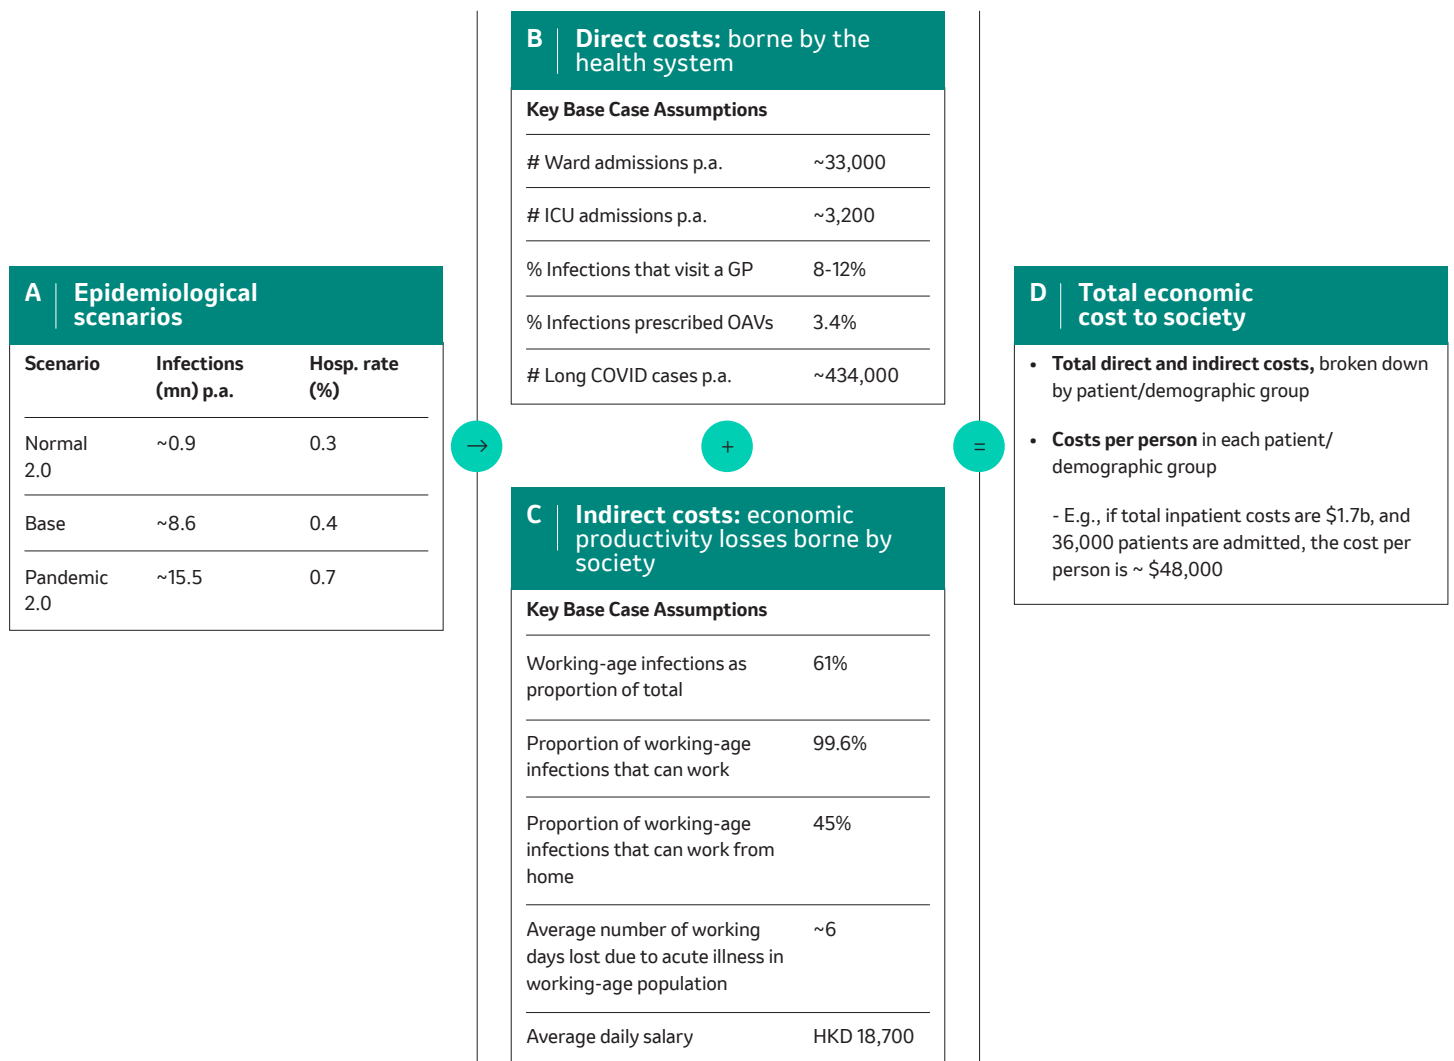 A
Epidemiological
scenarios
Scenario Infections Hosp. rate
(mn) p.a. (%)
Normal ~0.9 0.3
2.0
Base ~8.6 0.4
Pandemic ~15.5 0.7
2.0
→
B
Direct costs: borne by the
health system
Key Base Case Assumptions
# Ward admissions p.a. ~33,000
# ICU admissions p.a. ~3,200
% Infections that visit a GP 8-12%
% Infections prescribed OAVs 3.4%
# Long COVID cases p.a. ~434,000
+
C
Indirect costs: economic
productivity losses borne by
society
Key Base Case Assumptions
Working-age infections as 61%
proportion of total
Proportion of working-age 99.6%
infections that can work
Proportion of working-age 45%
infections that can work from
home
Average number of working ~6
days lost due to acute illness in
working-age population
Average daily salary HKD 18,700
=
D
Total economic
cost to society
• Total direct and indirect costs, broken down
by patient/demographic group
• Costs per person in each patient/
demographic group
- E.g., if total inpatient costs are $1.7b, and
36,000 patients are admitted, the cost per
person is ~ $48,000